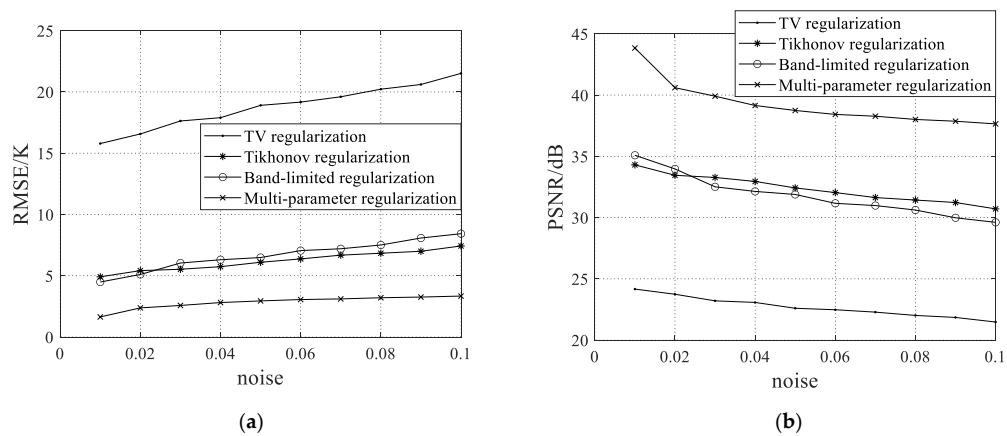 25
20
15
10
5
0
RMSE/K
TV regularization
Tikhonov regularization
Band-limited regularization
Multi-parameter regularization
0 0.02 0.04 0.06 0.08 0.1
noise
(a)
45
40
35
30
25
20
PSNR/dB
TV regularization
Tikhonov regularization
Band-limited regularization
Multi-parameter regularization
0 0.02 0.04 0.06 0.08 0.1
noise
(b)